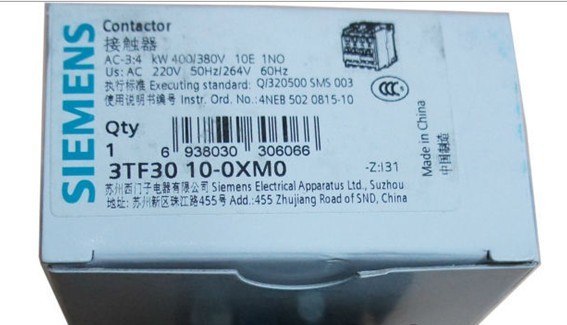 SIEMENS
Contactor
接触器
AC-3:4 kW 400/380V 10E 1NO
Us: AC 220V 50Hz/264V 60Hz
执行标准 Executing standard: Q/320500 SMS 003
使用说明书编号 Instr. Ord. No.:4NEB 502 0815-10
CCC
Qty
1
6 938030 306066
3TF30 10-0XM0
-Z:I31
苏州西门子电器有限公司 Siemens Electrical Apparatus Ltd., Suzhou
苏州新区珠江路455号 Add.:455 Zhujiang Road of SND, China
Made in China
中国制造